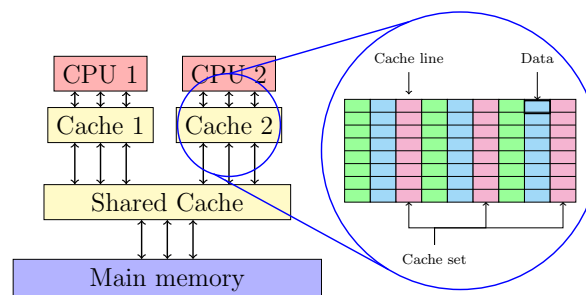 CPU 1
CPU 2
Cache 1
Cache 2
Shared Cache
Main memory
Cache line
Data
Cache set